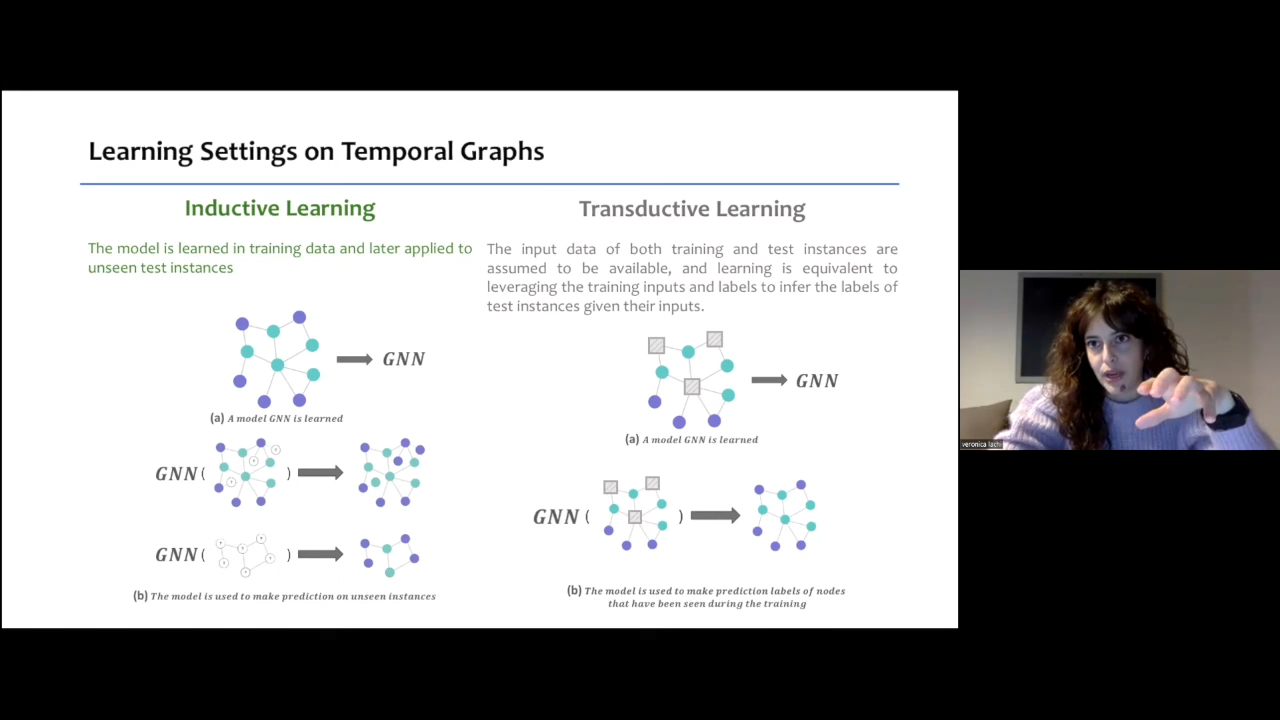 Learning Settings on Temporal Graphs
Inductive Learning
The model is learned in training data and later applied to
unseen test instances
GNN
(a) A model GNN is learned
GNN ( )
GNN ( )
(b) The model is used to make prediction on unseen instances
Transductive Learning
The input data of both training and test instances are
assumed to be available, and learning is equivalent to
leveraging the training inputs and labels to infer the labels of
test instances given their inputs.
GNN
(a) A model GNN is learned
GNN ( )
(b) The model is used to make prediction labels of nodes
that have been seen during the training
veronica lachi